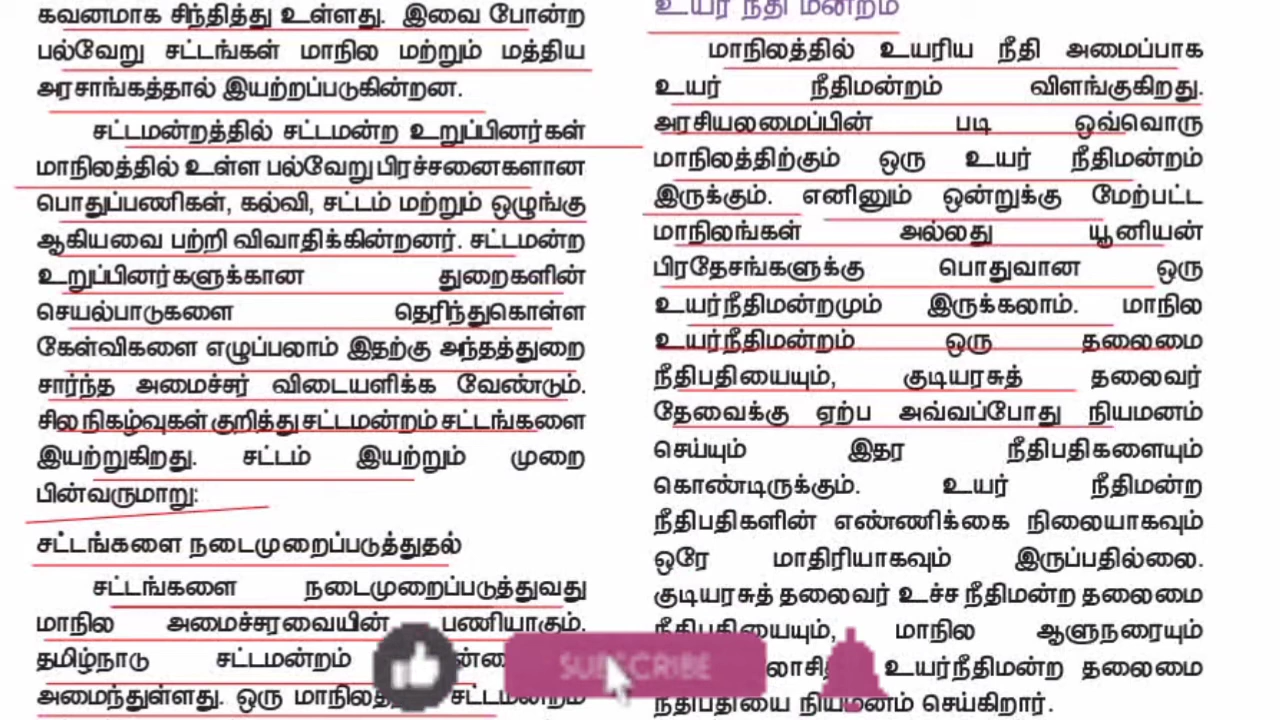 கவனமாக சிந்தித்து உள்ளது. இவை போன்ற
பல்வேறு சட்டங்கள் மாநில மற்றும் மத்திய
அரசாங்கத்தால் இயற்றப்படுகின்றன.
சட்டமன்றத்தில் சட்டமன்ற உறுப்பினர்கள்
மாநிலத்தில் உள்ள பல்வேறு பிரச்சனைகளான
பொதுப்பணிகள், கல்வி, சட்டம் மற்றும் ஒழுங்கு
ஆகியவை பற்றி விவாதிக்கின்றனர். சட்டமன்ற
உறுப்பினர்களுக்கான துறைகளின்
செயல்பாடுகளை தெரிந்துகொள்ள
கேள்விகளை எழுப்பலாம் இதற்கு அந்தத்துறை
சார்ந்த அமைச்சர் விடையளிக்க வேண்டும்.
சில நிகழ்வுகள் குறித்து சட்டமன்றம் சட்டங்களை
இயற்றுகிறது. சட்டம் இயற்றும் முறை
பின்வருமாறு:
சட்டங்களை நடைமுறைப்படுத்துதல்
சட்டங்களை நடைமுறைப்படுத்துவது
மாநில அமைச்சரவையின் பணியாகும்.
தமிழ்நாடு சட்டமன்றம்
அமைந்துள்ளது. ஒரு சட்டமன்றம்
உயர் நீதி மன்றம்
மாநிலத்தில் உயரிய நீதி அமைப்பாக
உயர் நீதிமன்றம் விளங்குகிறது.
அரசியலமைப்பின் படி ஒவ்வொரு
மாநிலத்திற்கும் ஒரு உயர் நீதிமன்றம்
இருக்கும். எனினும் ஒன்றுக்கு மேற்பட்ட
மாநிலங்கள் அல்லது யூனியன்
பிரதேசங்களுக்கு பொதுவான ஒரு
உயர்நீதிமன்றமும் இருக்கலாம். மாநில
உயர்நீதிமன்றம் ஒரு தலைமை
நீதிபதியையும், குடியரசுத் தலைவர்
தேவைக்கு ஏற்ப அவ்வப்போது நியமனம்
செய்யும் இதர நீதிபதிகளையும்
கொண்டிருக்கும். உயர் நீதிமன்ற
நீதிபதிகளின் எண்ணிக்கை நிலையாகவும்
ஒரே மாதிரியாகவும் இருப்பதில்லை.
குடியரசுத் தலைவர் உச்ச நீதிமன்ற தலைமை
நீதிபதியையும், மாநில ஆளுநரையும்
உயர்நீதிமன்ற தலைமை
நீதிபதியை நியமனம் செய்கிறார்.
SUBSCRIBE